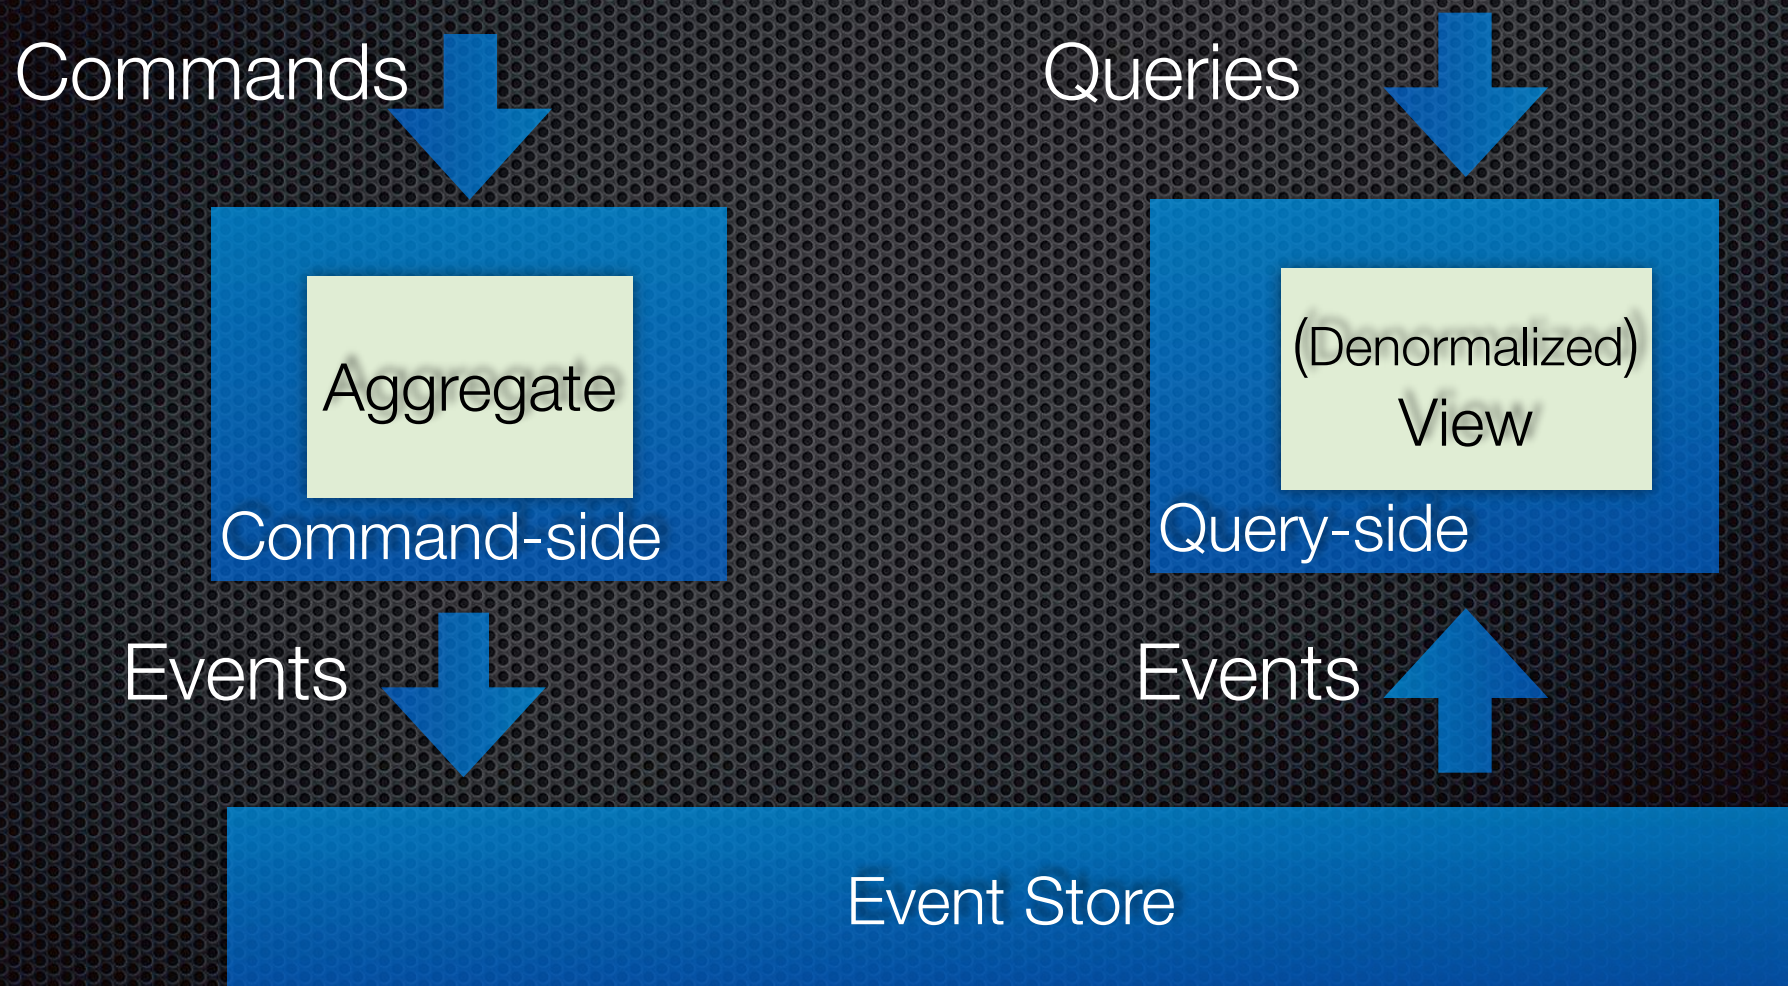 Commands
Queries
Aggregate
Command-side
(Denormalized)
View
Query-side
Events
Events
Event Store